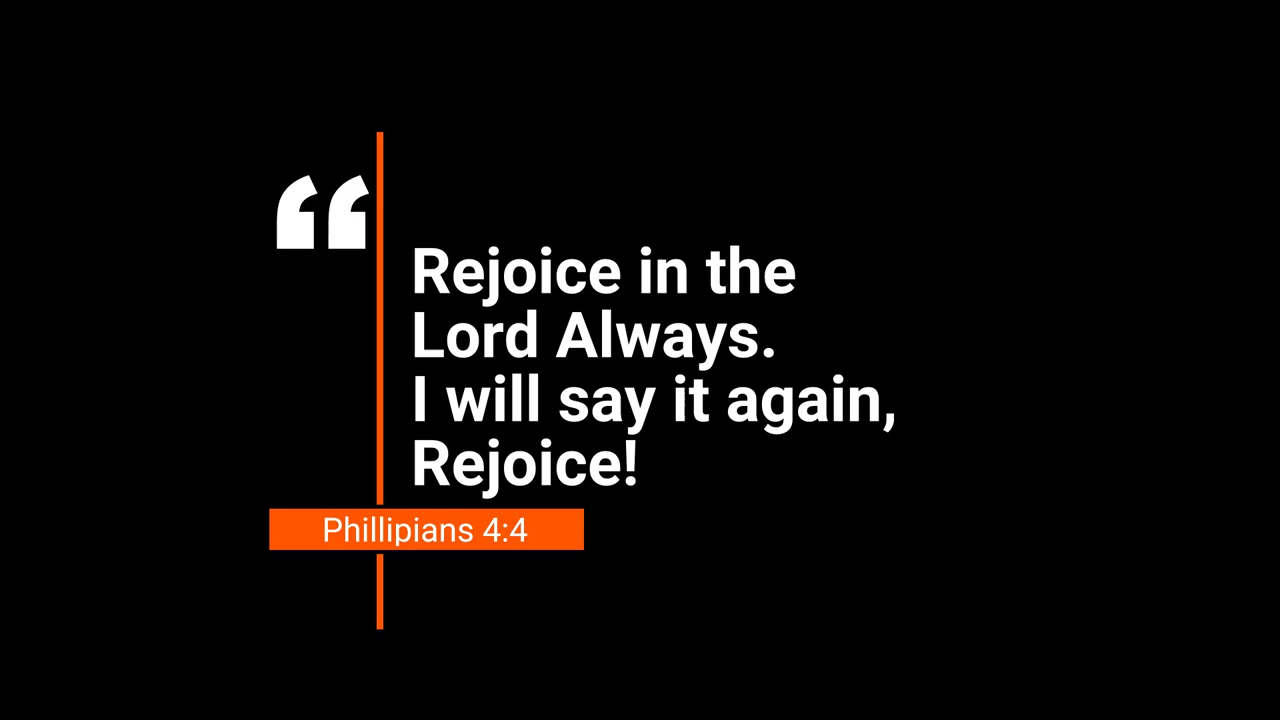 “
Rejoice in the
Lord Always.
I will say it again,
Rejoice!
Phillipians 4:4